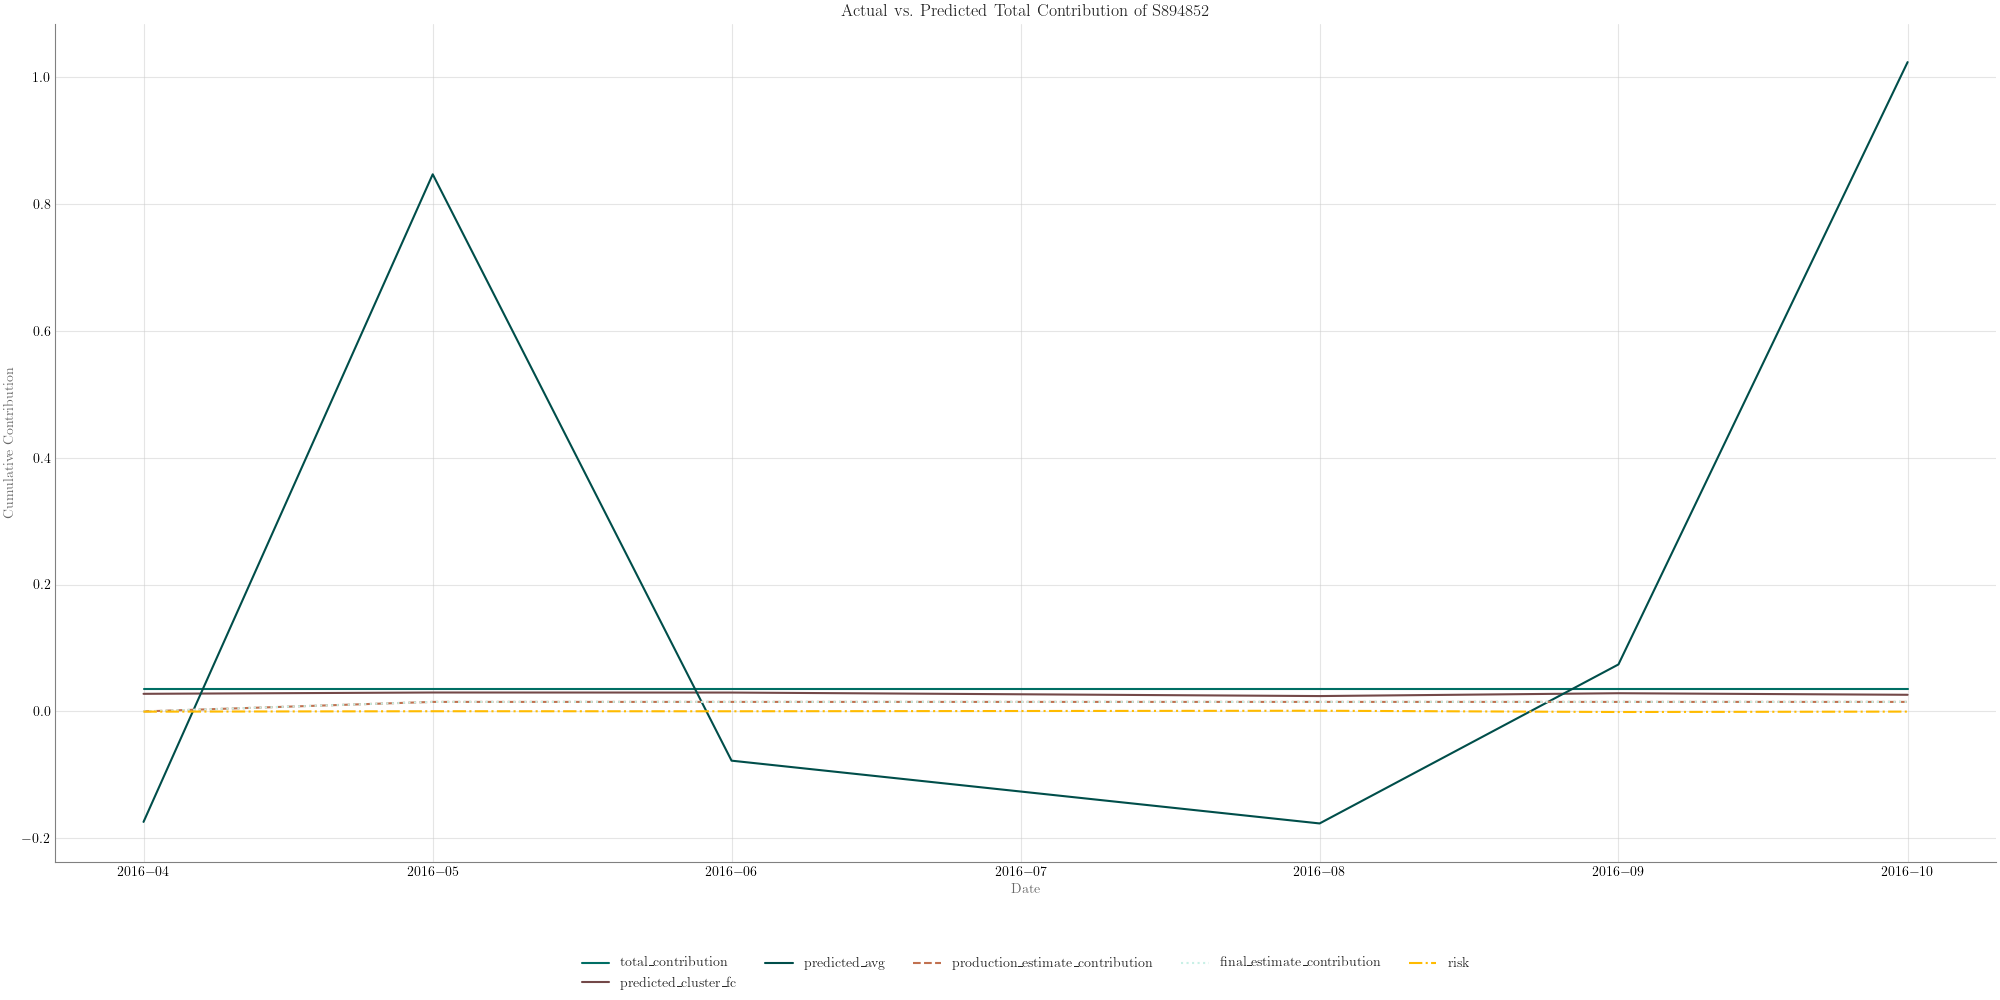 Actual vs. Predicted Total Contribution of S894852
1.0
0.8
0.6
0.4
0.2
0.0
−0.2
Cumulative Contribution
2016−04 2016−05 2016−06 2016−07 2016−08 2016−09 2016−10
Date
total_contribution predicted_avg production_estimate_contribution final_estimate_contribution risk
predicted_cluster_fc